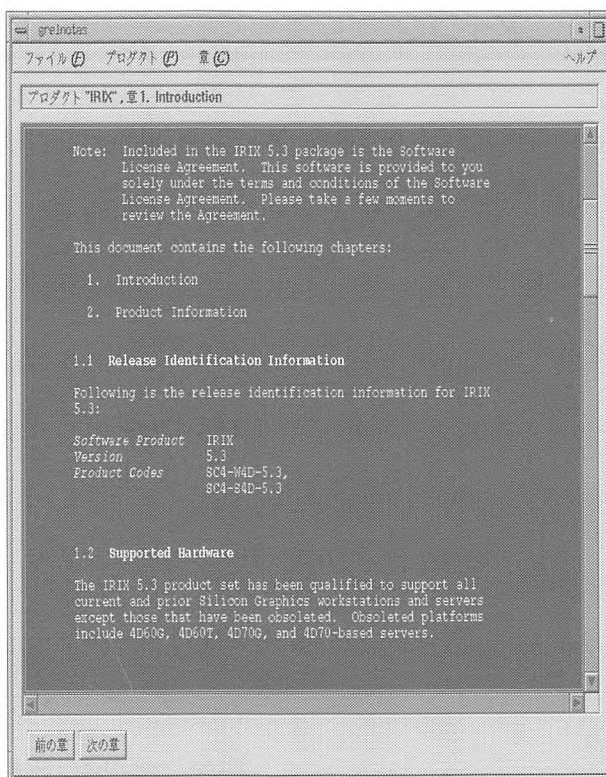 grelnotes
ファイル(F) プロダクト(P) 章(C) ヘルプ
プロダクト "IRIX", 章 1. Introduction
Note: Included in the IRIX 5.3 package is the Software
License Agreement. This software is provided to you
solely under the terms and conditions of the Software
License Agreement. Please take a few moments to
review the Agreement.
This document contains the following chapters:
1. Introduction
2. Product Information
1.1 Release Identification Information
Following is the release identification information for IRIX
5.3:
Software Product IRIX
Version 5.3
Product Codes SC4-W4D-5.3,
SC4-S4D-5.3
1.2 Supported Hardware
The IRIX 5.3 product set has been qualified to support all
current and prior Silicon Graphics workstations and servers
except those that have been obsoleted. Obsoleted platforms
include 4D60G, 4D60T, 4D70G, and 4D70-based servers.
前の章 次の章